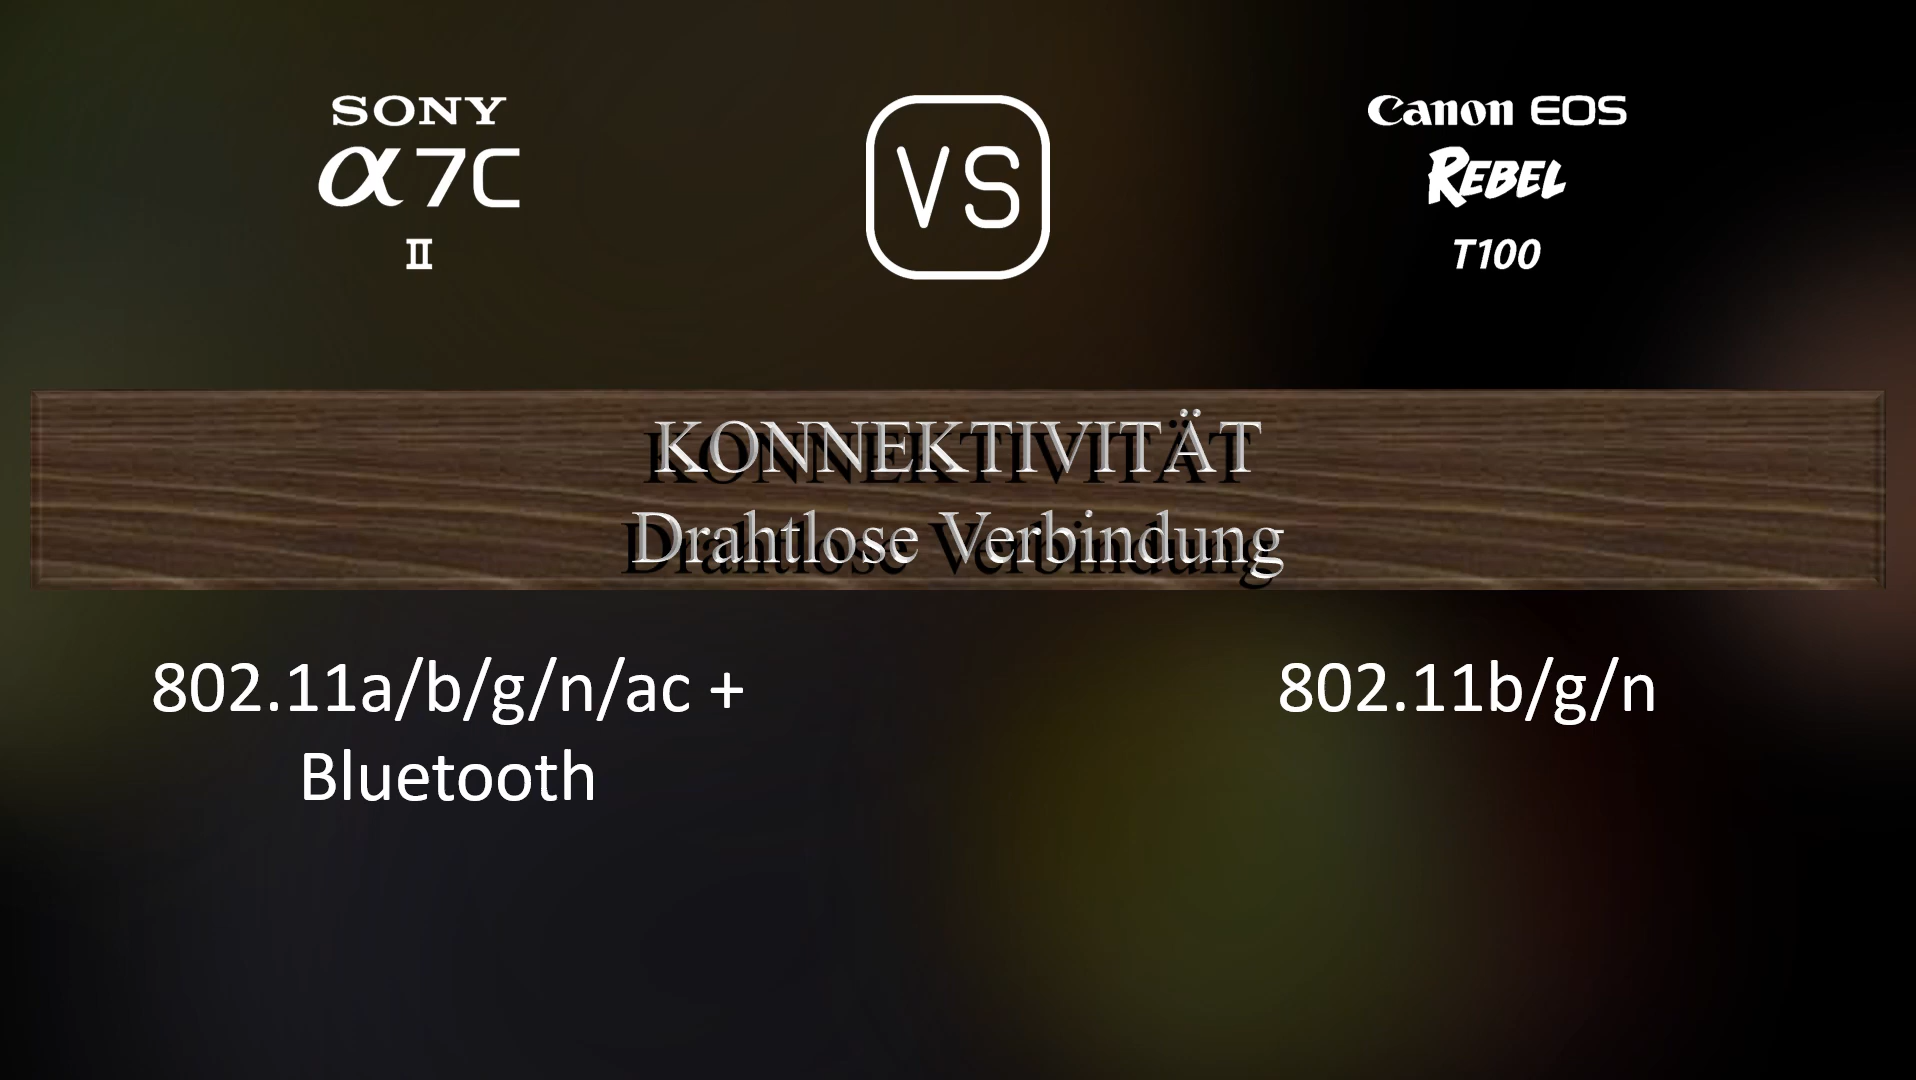 SONY
α7C
II
VS
Canon EOS
REBEL
T100
KONNEKTIVITÄT
Drahtlose Verbindung
802.11a/b/g/n/ac +
Bluetooth
802.11b/g/n